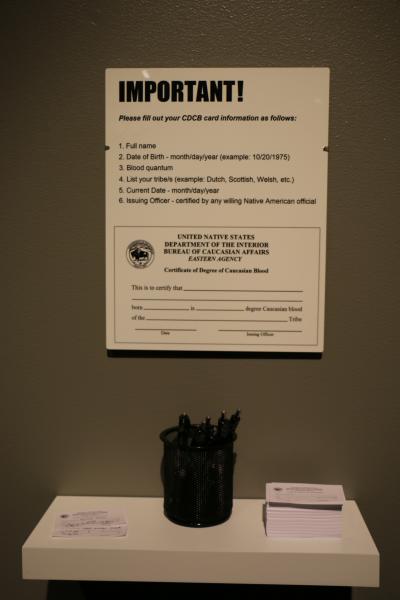 IMPORTANT!
Please fill out your CDCB card information as follows:
1. Full name
2. Date of Birth - month/day/year (example: 10/20/1975)
3. Blood quantum
4. List your tribe/s (example: Dutch, Scottish, Welsh, etc.)
5. Current Date - month/day/year
6. Issuing Officer - certified by any willing Native American official
UNITED NATIVE STATES
DEPARTMENT OF THE INTERIOR
BUREAU OF CAUCASIAN AFFAIRS
EASTERN AGENCY
Certificate of Degree of Caucasian Blood
This is to certify that
born is degree Caucasian blood
of the Tribe
Date Issuing Officer